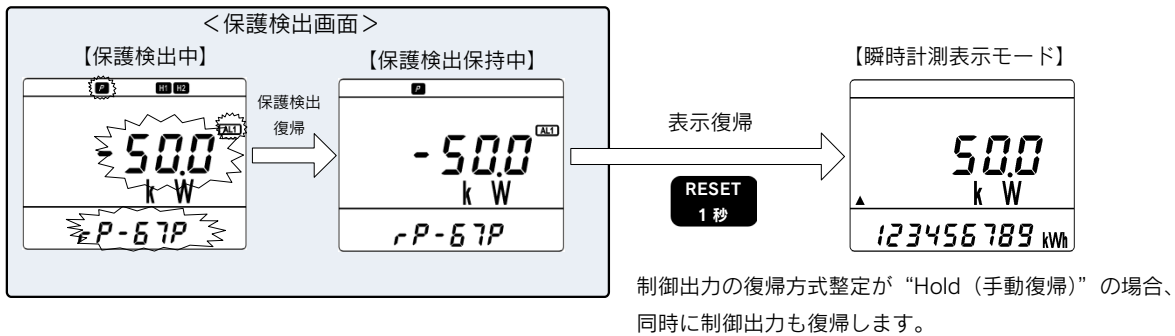 ＜保護検出画面＞
【保護検出中】
P H1 H2
AL1
-50.0
k W
rP-67P
保護検出
復帰
【保護検出保持中】
P
AL1
-50.0
k W
rP-67P
表示復帰
RESET
1 秒
【瞬時計測表示モード】
50.0
k W
123456789 kWh
制御出力の復帰方式整定が“Hold（手動復帰）”の場合、
同時に制御出力も復帰します。